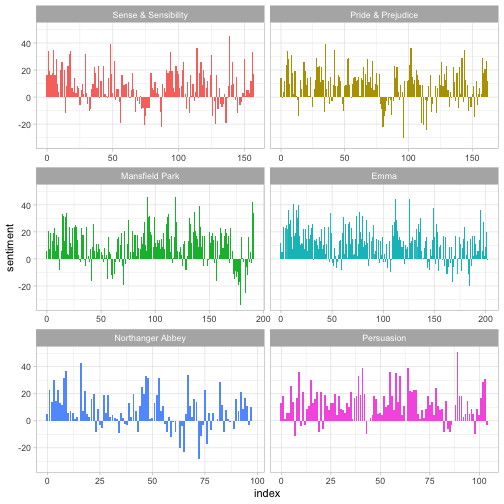 Sense & Sensibility
Pride & Prejudice
40
20
0
-20
0 50 100 150
0 50 100 150
Mansfield Park
Emma
40
20
0
-20
0 50 100 150 200
0 50 100 150 200
Northanger Abbey
Persuasion
40
20
0
-20
0 25 50 75 100
0 25 50 75 100
sentiment
index